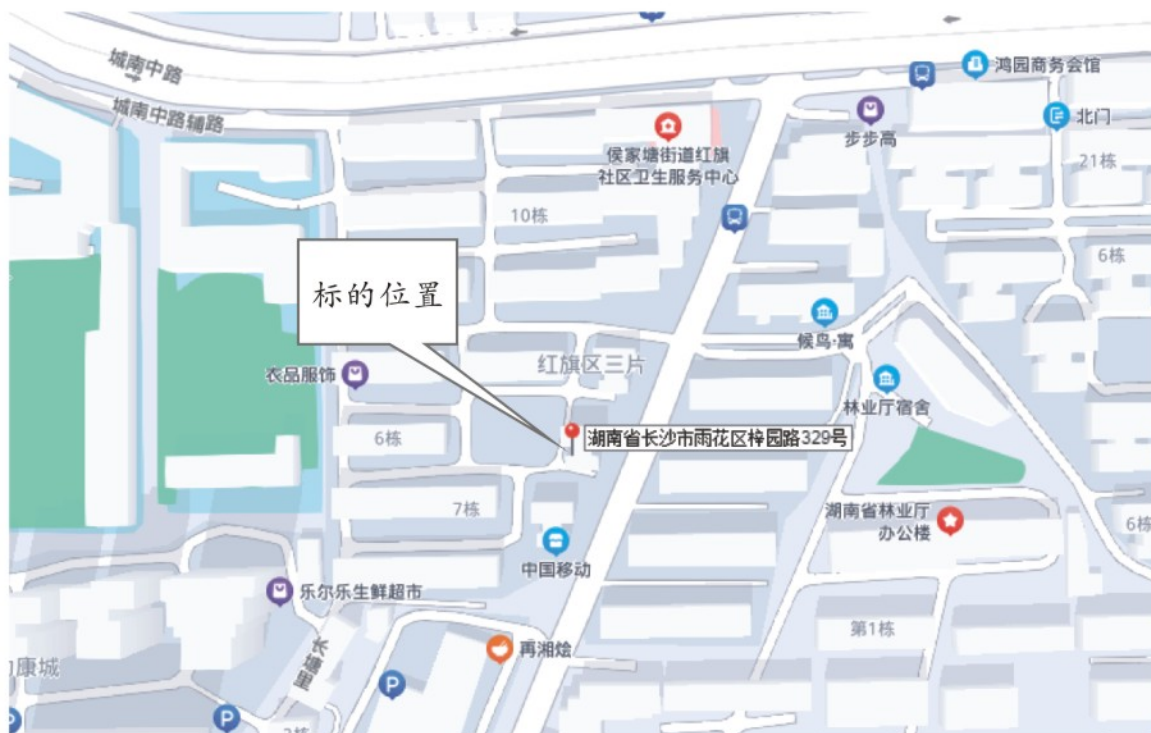 城南中路
鸿园商务会馆
城南中路辅路
北门
侯家塘街道红旗
社区卫生服务中心
步步高
21栋
10栋
6栋
标的位置
候鸟·寓
红旗区三片
衣品服饰
林业厅宿舍
湖南省长沙市雨花区梓园路329号
6栋
7栋
湖南省林业厅
办公楼
6栋
中国移动
乐尔乐生鲜超市
第1栋
再湘烩
长塘里
康城
P
P
P